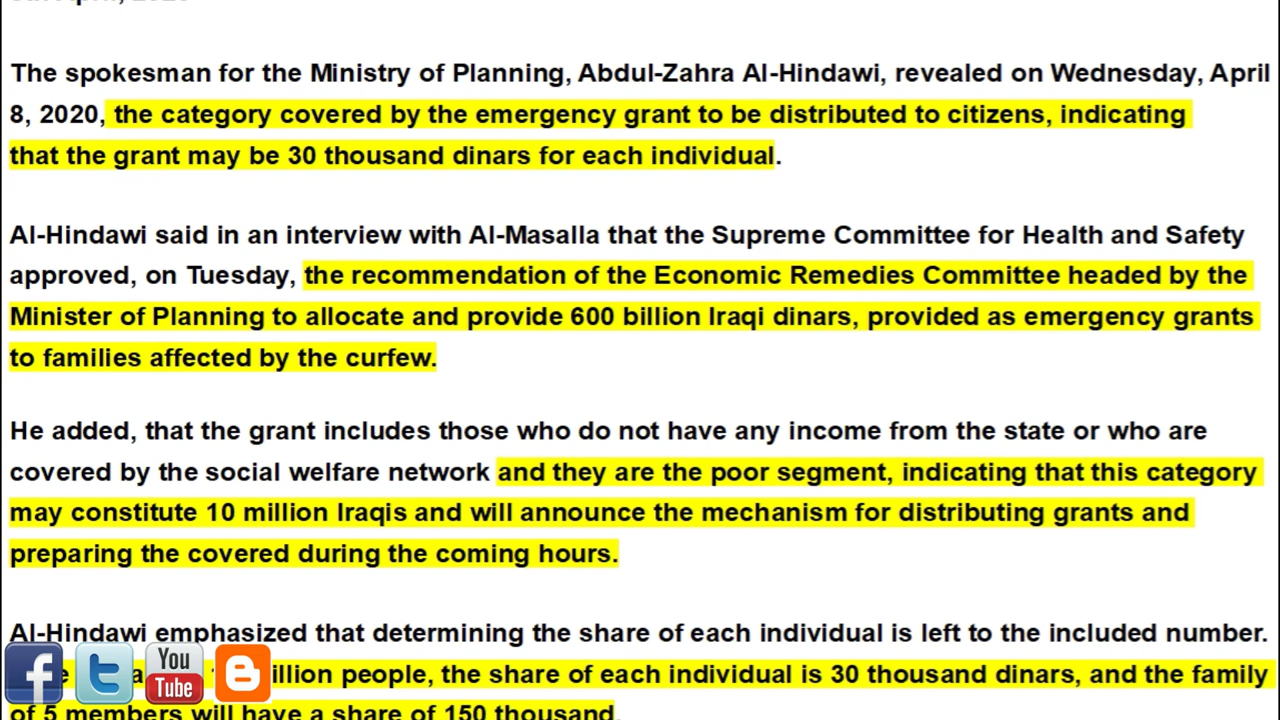 The spokesman for the Ministry of Planning, Abdul-Zahra Al-Hindawi, revealed on Wednesday, April
8, 2020, the category covered by the emergency grant to be distributed to citizens, indicating
that the grant may be 30 thousand dinars for each individual.
Al-Hindawi said in an interview with Al-Masalla that the Supreme Committee for Health and Safety
approved, on Tuesday, the recommendation of the Economic Remedies Committee headed by the
Minister of Planning to allocate and provide 600 billion Iraqi dinars, provided as emergency grants
to families affected by the curfew.
He added, that the grant includes those who do not have any income from the state or who are
covered by the social welfare network and they are the poor segment, indicating that this category
may constitute 10 million Iraqis and will announce the mechanism for distributing grants and
preparing the covered during the coming hours.
Al-Hindawi emphasized that determining the share of each individual is left to the included number.
people, the share of each individual is 30 thousand dinars, and the family
of 5 members will have a share of 150 thousand.
You
Tube